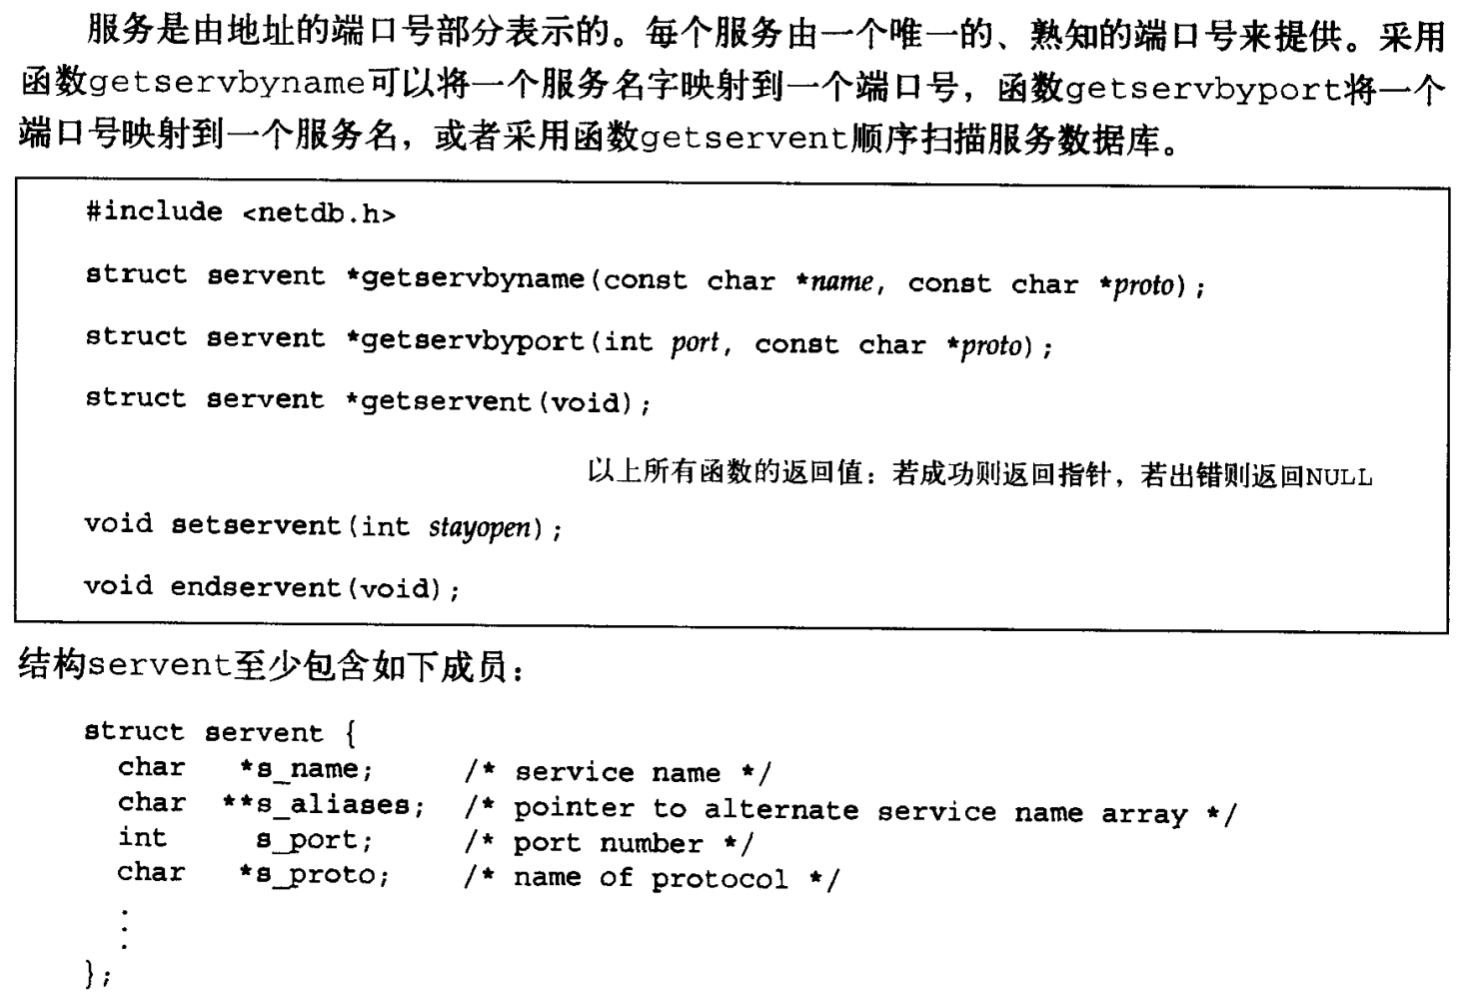 服务是由地址的端口号部分表示的。每个服务由一个唯一的、熟知的端口号来提供。采用
函数getservbyname可以将一个服务名字映射到一个端口号，函数getservbyport将一个
端口号映射到一个服务名，或者采用函数getservent顺序扫描服务数据库。
#include <netdb.h>
struct servent *getservbyname(const char *name, const char *proto);
struct servent *getservbyport(int port, const char *proto);
struct servent *getservent(void);
以上所有函数的返回值：若成功则返回指针，若出错则返回NULL
void setservent(int stayopen);
void endservent(void);
结构servent至少包含如下成员：
struct servent {
char *s_name; /* service name */
char **s_aliases; /* pointer to alternate service name array */
int s_port; /* port number */
char *s_proto; /* name of protocol */
.
.
.
};